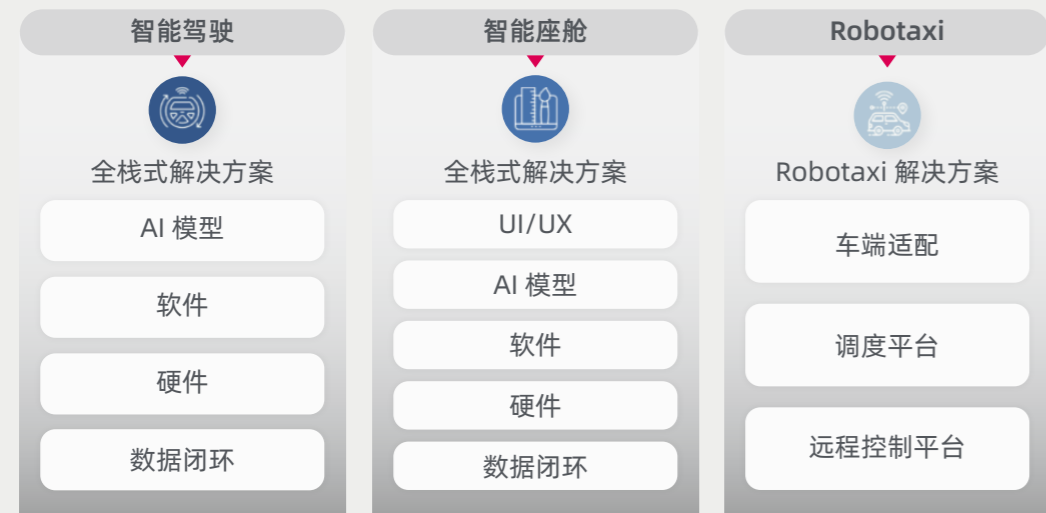 智能驾驶
全栈式解决方案
AI 模型
软件
硬件
数据闭环
智能座舱
全栈式解决方案
UI/UX
AI 模型
软件
硬件
数据闭环
Robotaxi
Robotaxi 解决方案
车端适配
调度平台
远程控制平台